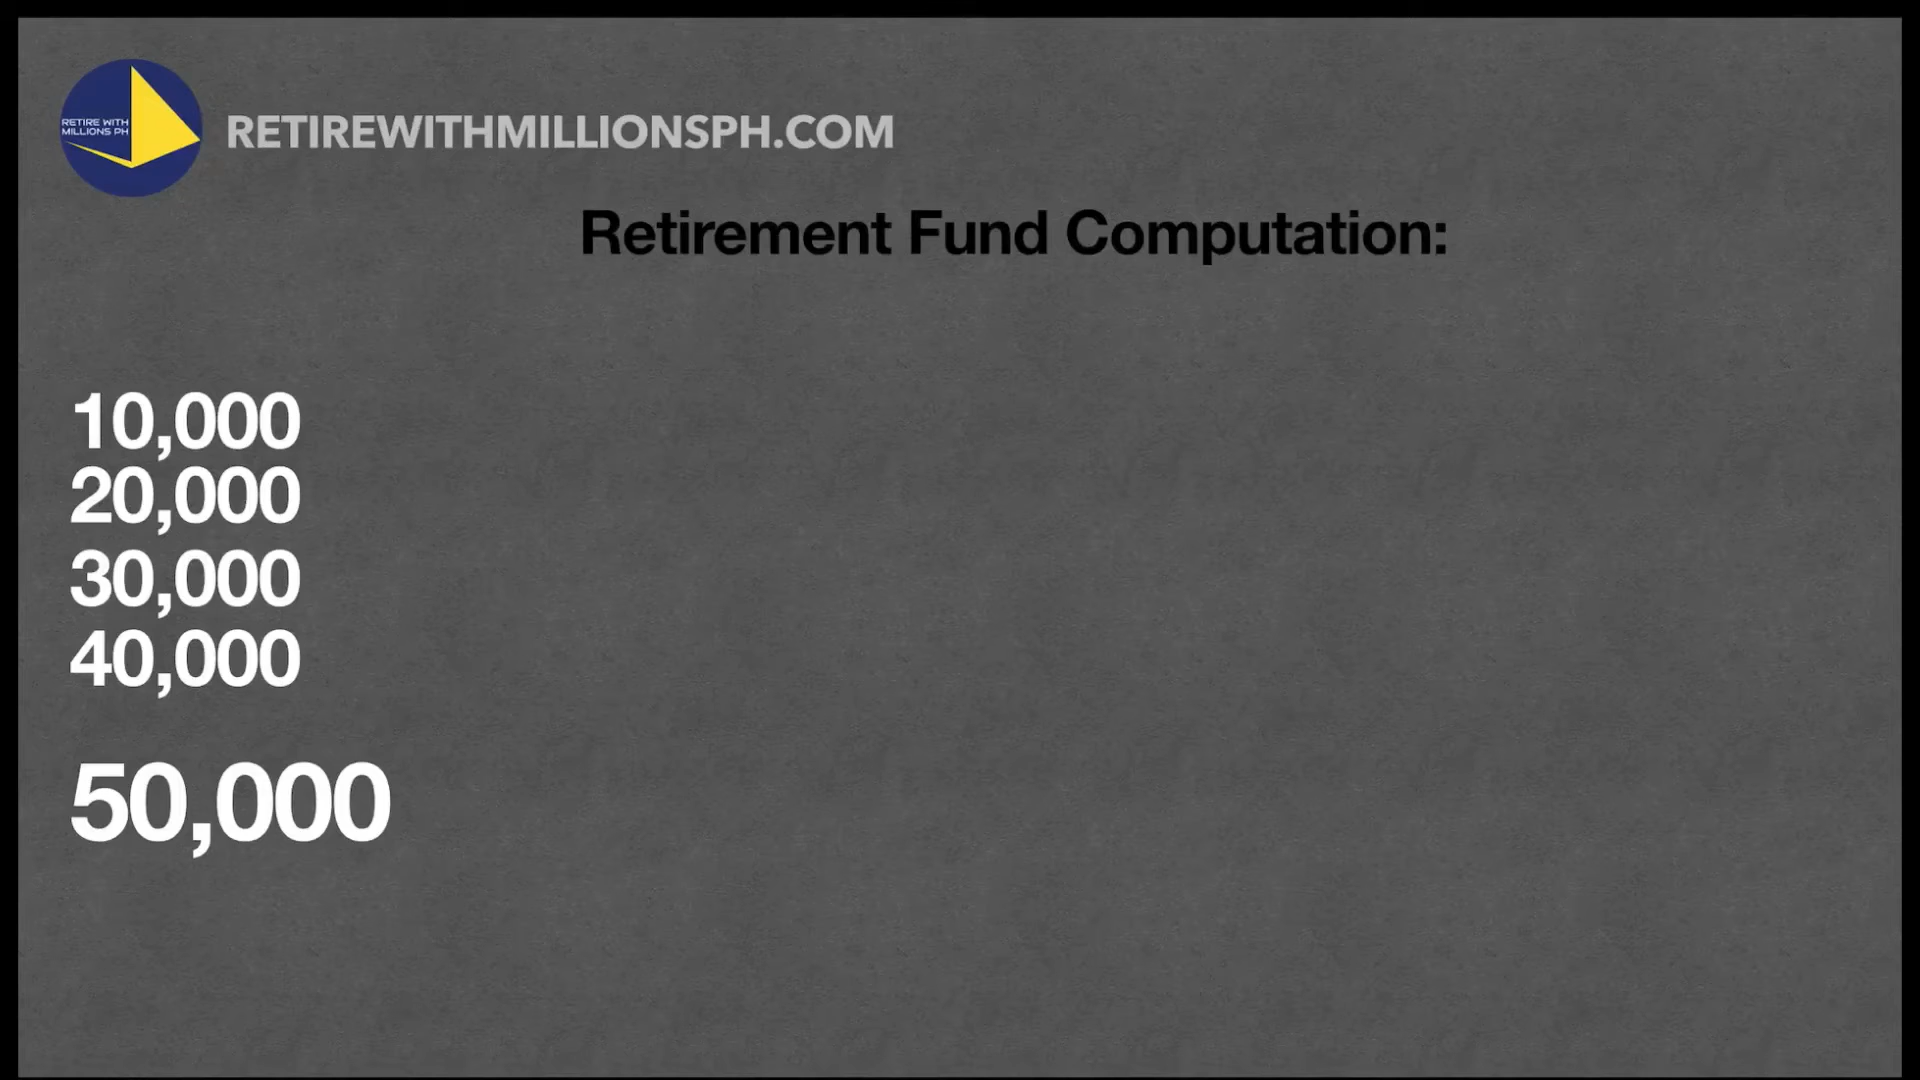 RETIRE WITH
MILLIONS PH
RETIREWITHMILLIONSPH.COM
Retirement Fund Computation:
10,000
20,000
30,000
40,000
50,000